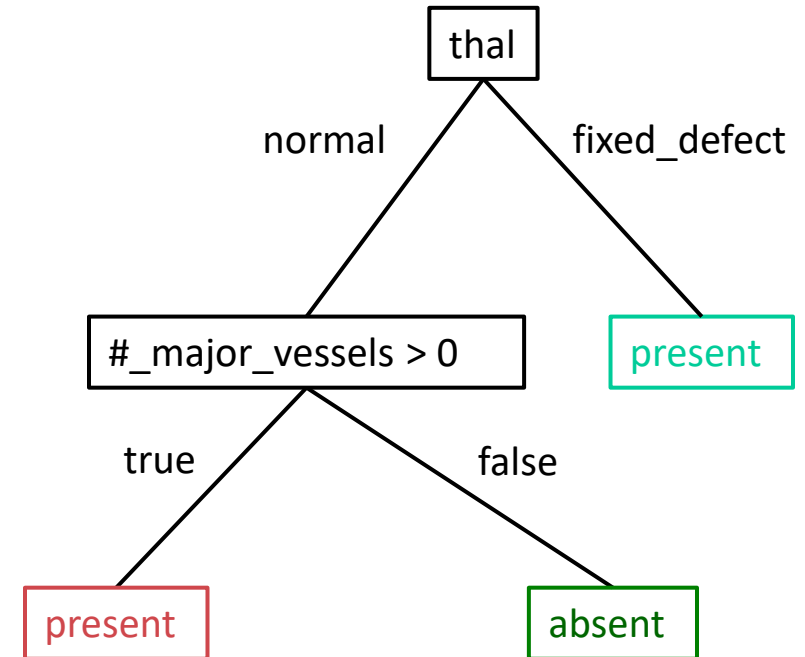 thal
normal
fixed_defect
#_major_vessels > 0
present
true
false
present
absent